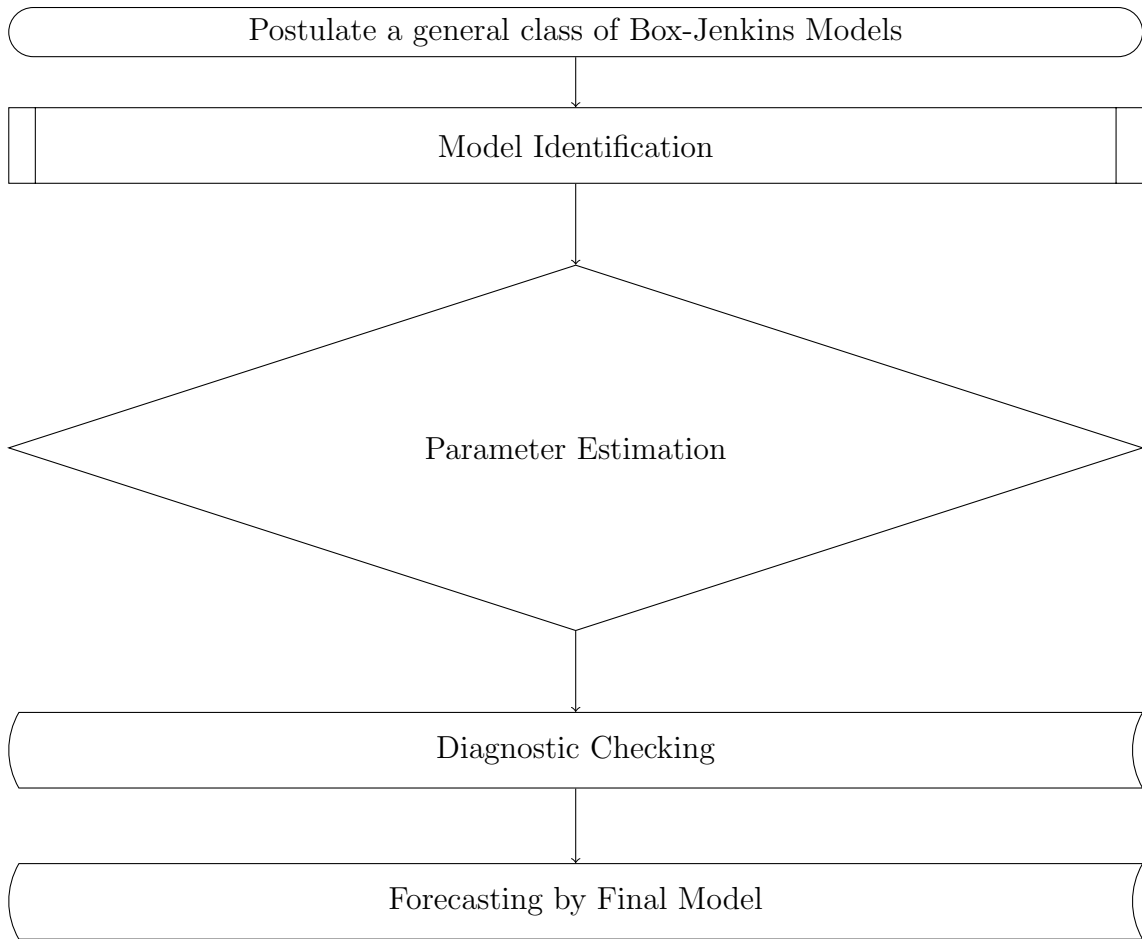 Postulate a general class of Box-Jenkins Models
Model Identification
Parameter Estimation
Diagnostic Checking
Forecasting by Final Model